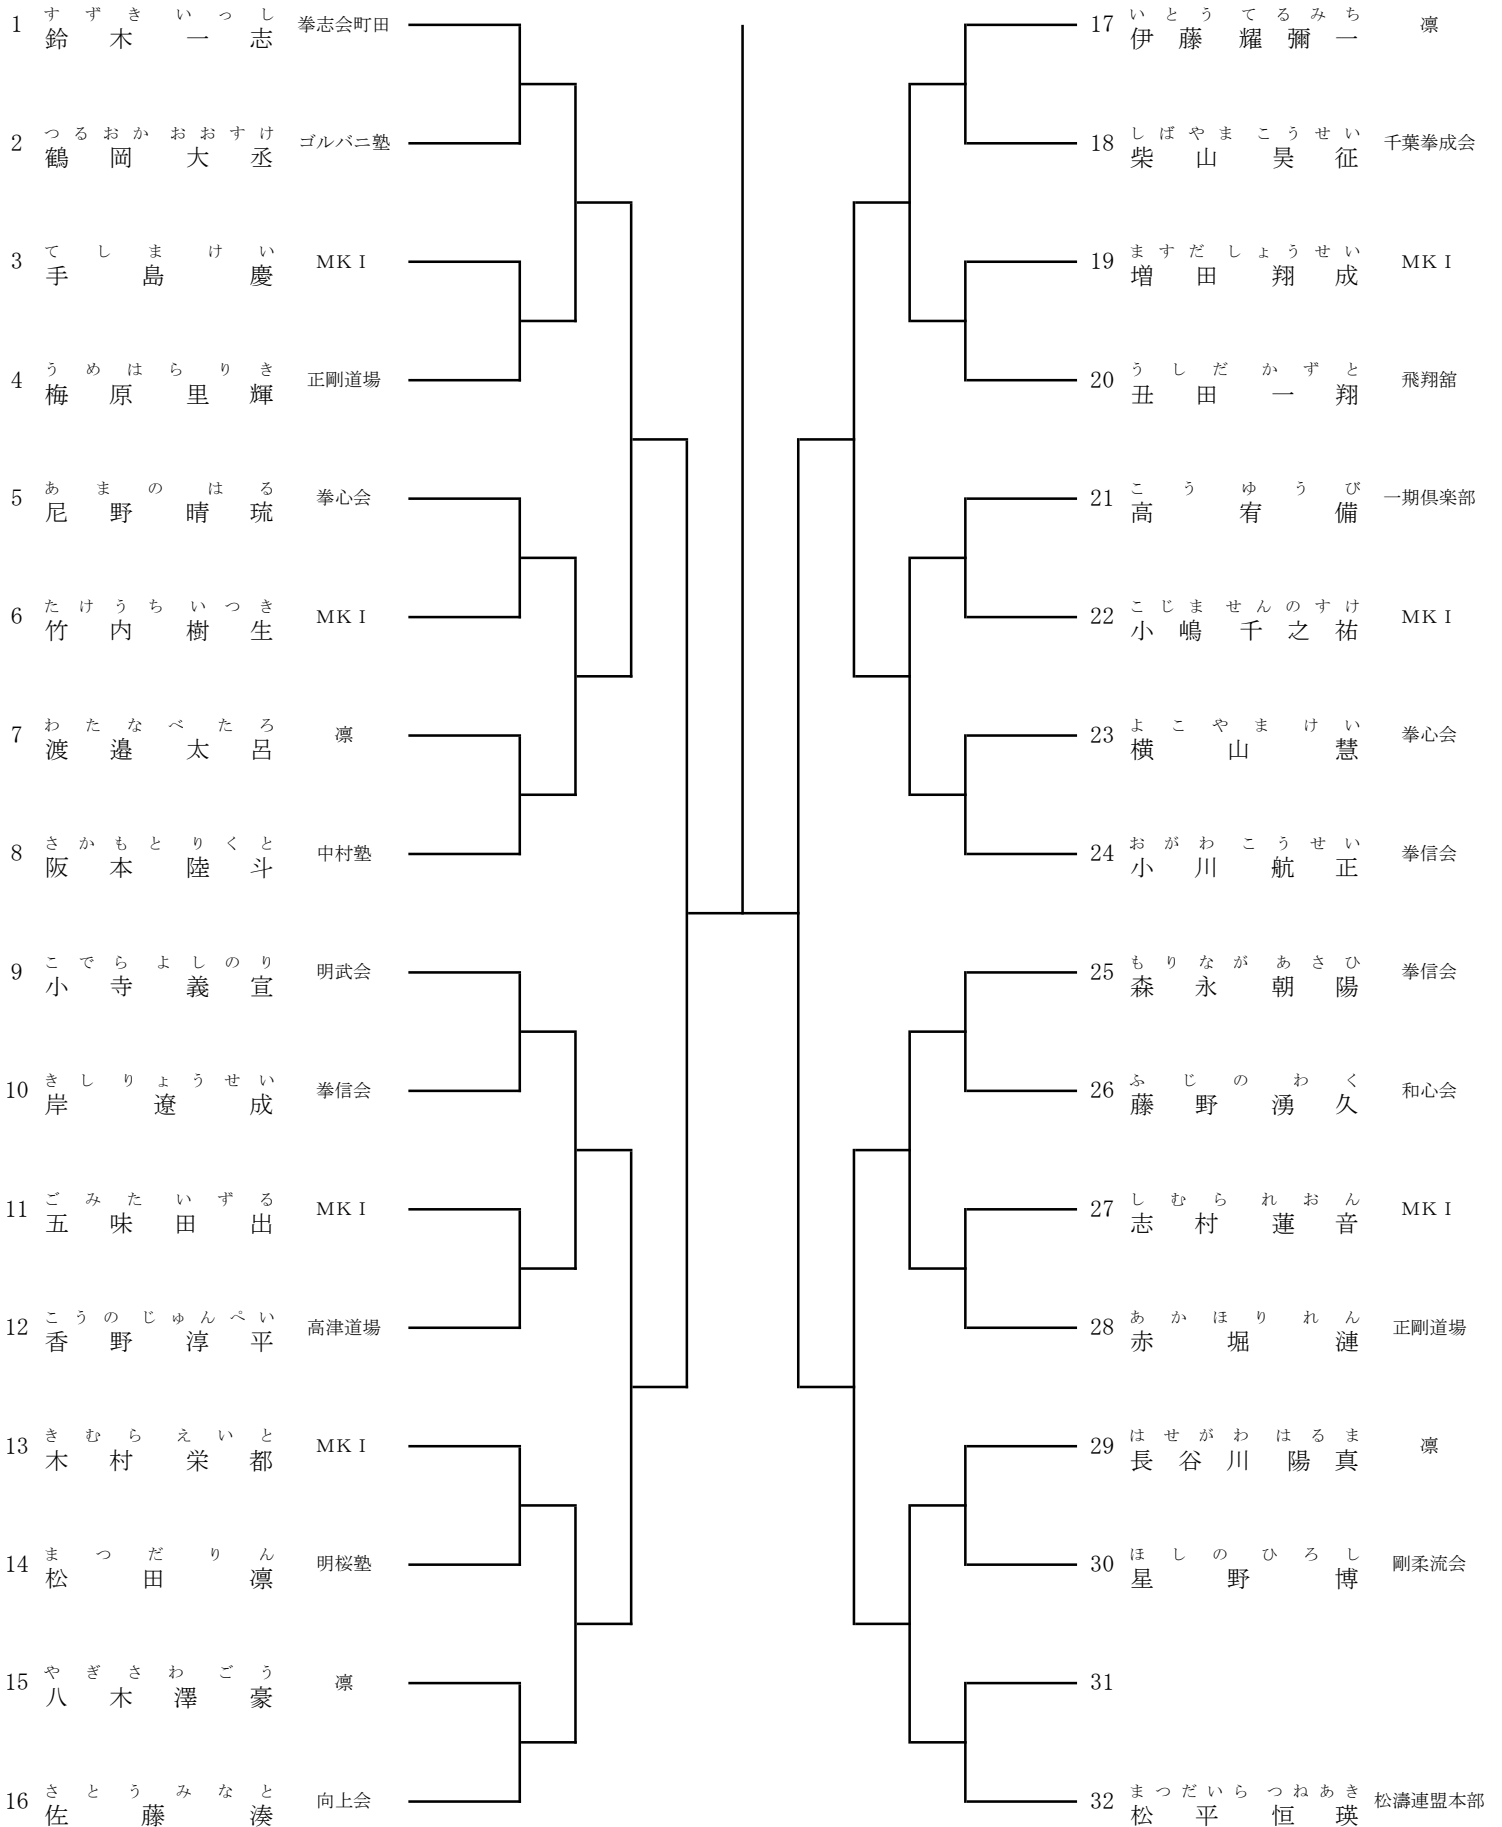 すずきいっし
1 鈴木一志 拳志会町田
つるおかおおすけ
2 鶴岡大丞 ゴルバニ塾
てしまけい
3 手島慶 ＭＫＩ
うめはらりき
4 梅原里輝 正剛道場
あまのはる
5 尼野晴琉 拳心会
たけうちいつき
6 竹内樹生 ＭＫＩ
わたなべたろ
7 渡邉太呂 凛
さかもとりくと
8 阪本陸斗 中村塾
こでらよしのり
9 小寺義宣 明武会
きしりょうせい
10 岸遼成 拳信会
ごみたいずる
11 五味田出 ＭＫＩ
こうのじゅんぺい
12 香野淳平 高津道場
きむらえいと
13 木村栄都 ＭＫＩ
まつだりん
14 松田凛 明桜塾
やぎさわごう
15 八木澤豪 凛
さとうみなと
16 佐藤湊 向上会
いとうてるみち
17 伊藤耀彌一 凛
しばやまこうせい
18 柴山昊征 千葉拳成会
ますだしょうせい
19 増田翔成 ＭＫＩ
うしだかずと
20 丑田一翔 飛翔舘
こうゆうび
21 高宥備 一期倶楽部
こじませんのすけ
22 小嶋千之祐 ＭＫＩ
よこやまけい
23 横山慧 拳心会
おがわこうせい
24 小川航正 拳信会
もりながあさひ
25 森永朝陽 拳信会
ふじのわく
26 藤野湧久 和心会
しむられおん
27 志村蓮音 ＭＫＩ
あかほりれん
28 赤堀漣 正剛道場
はせがわはるま
29 長谷川陽真 凛
ほしのひろし
30 星野博 剛柔流会
31
まつだいらつねあき
32 松平恒瑛 松濤連盟本部